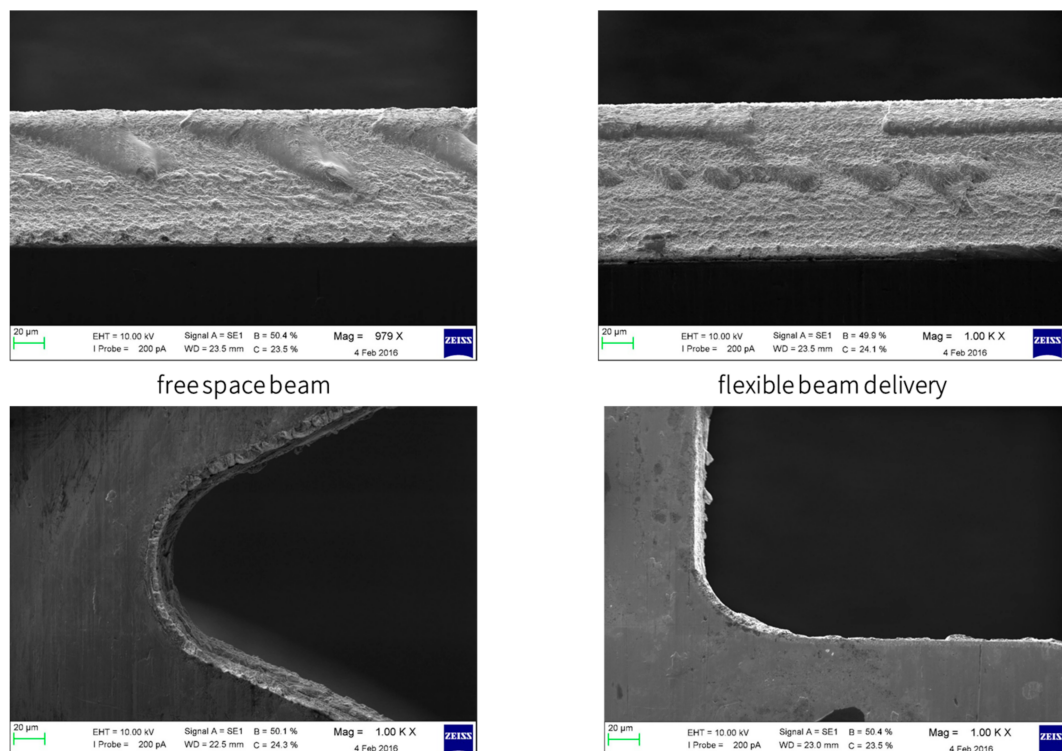 20 µm
EHT = 10.00 kV Signal A = SE1 B = 50.4 % Mag = 979 X
I Probe = 200 pA WD = 23.5 mm C = 23.5 % 4 Feb 2016
ZEISS
20 µm
EHT = 10.00 kV Signal A = SE1 B = 49.9 % Mag = 1.00 K X
I Probe = 200 pA WD = 23.5 mm C = 24.1 % 4 Feb 2016
ZEISS
free space beam
flexible beam delivery
20 µm
EHT = 10.00 kV Signal A = SE1 B = 50.1 % Mag = 1.00 K X
I Probe = 200 pA WD = 22.5 mm C = 24.3 % 4 Feb 2016
ZEISS
20 µm
EHT = 10.00 kV Signal A = SE1 B = 50.4 % Mag = 1.00 K X
I Probe = 200 pA WD = 23.0 mm C = 23.5 % 4 Feb 2016
ZEISS